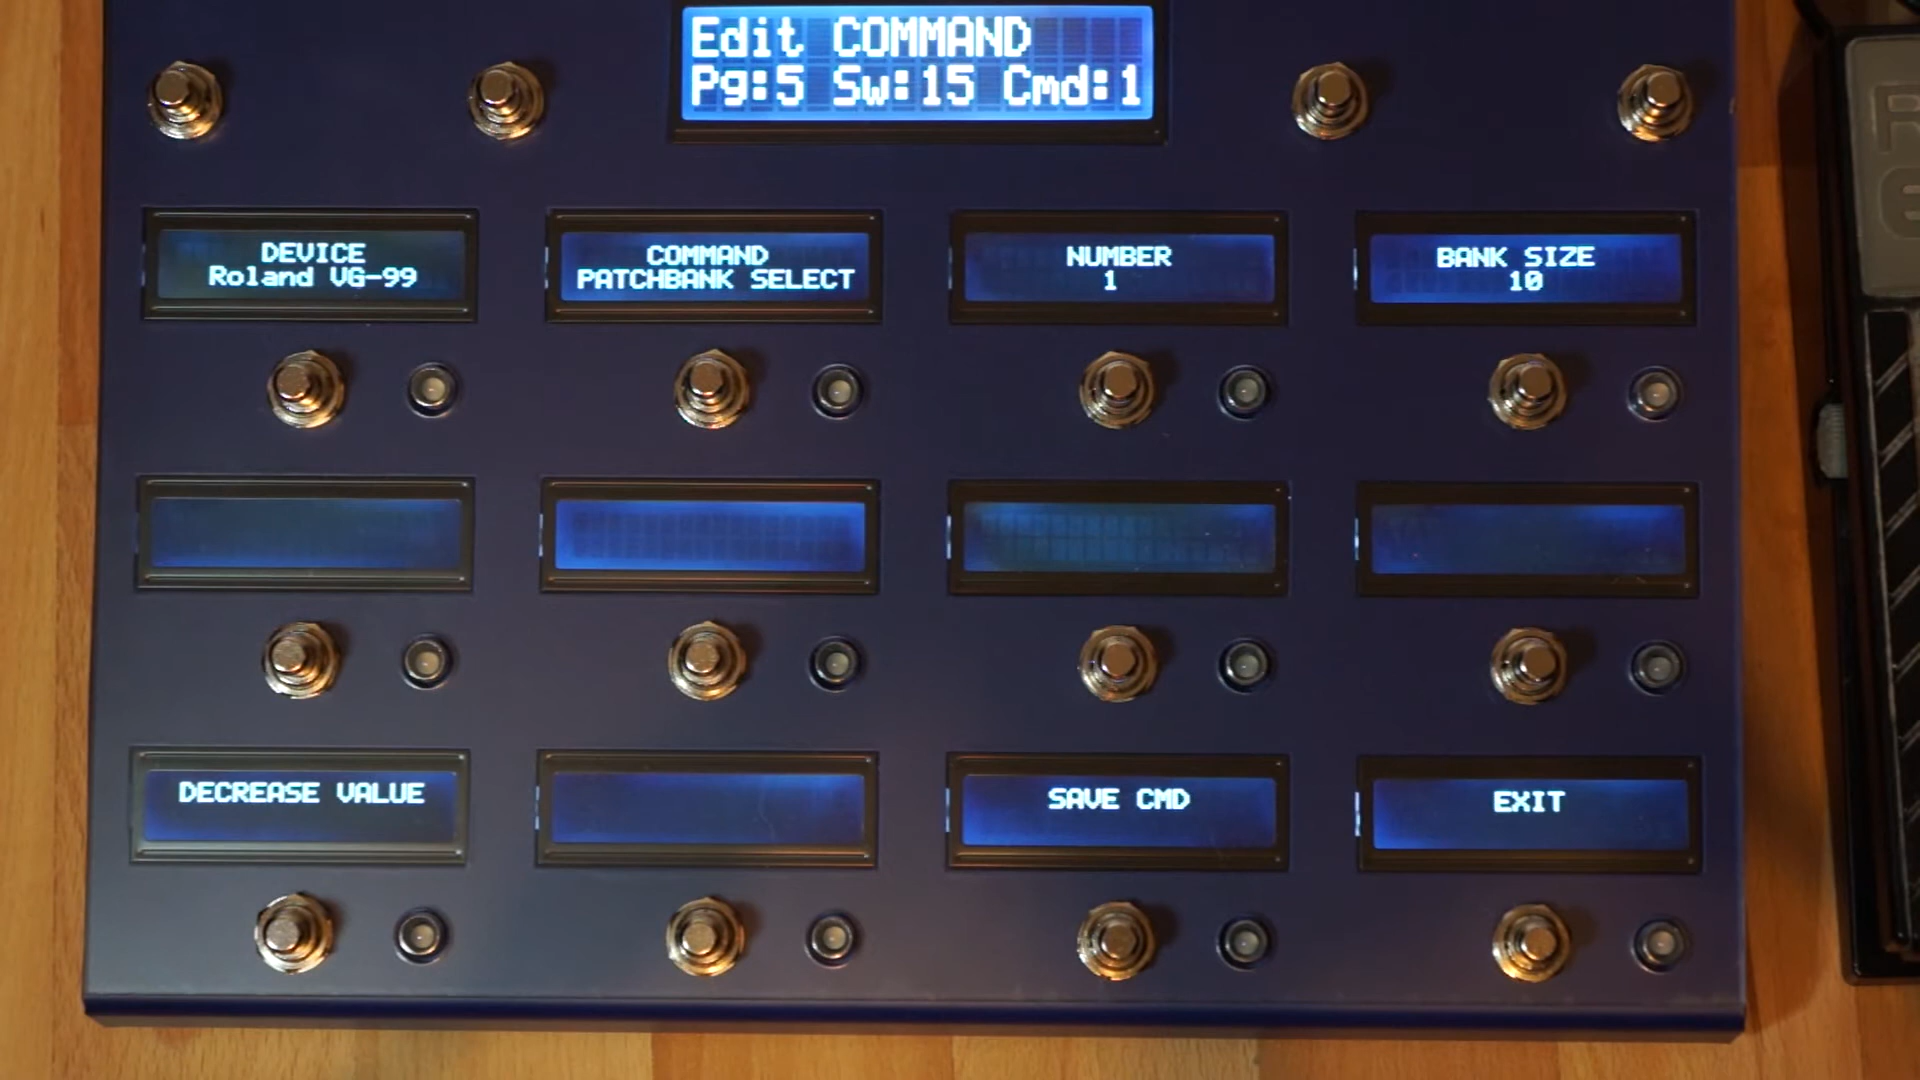 Edit COMMAND
Pg:5 Sw:15 Cmd:1
DEVICE
Roland VG-99
COMMAND
PATCHBANK SELECT
NUMBER
1
BANK SIZE
10
DECREASE VALUE
SAVE CMD
EXIT